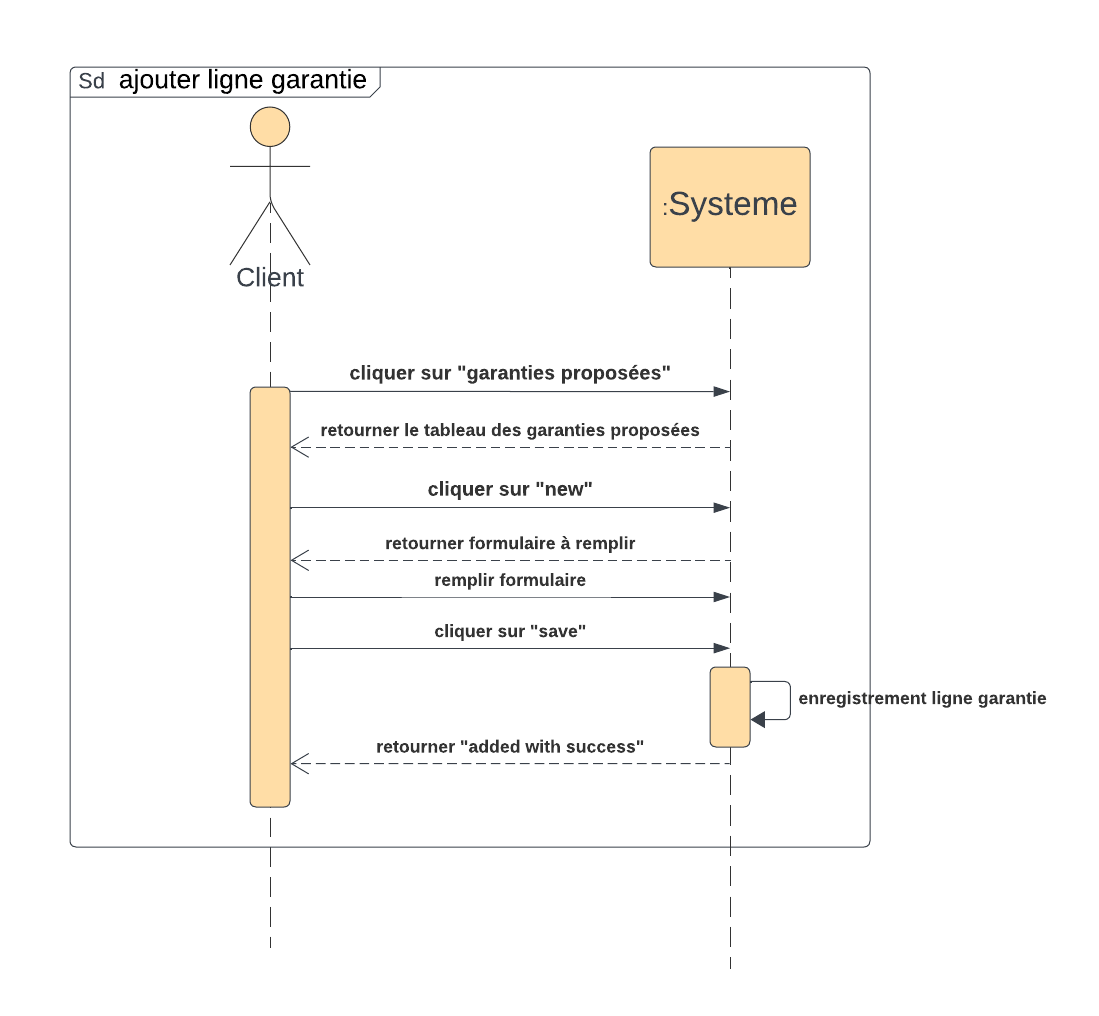 Sd ajouter ligne garantie
:Systeme
Client
cliquer sur "garanties proposées"
retourner le tableau des garanties proposées
cliquer sur "new"
retourner formulaire à remplir
remplir formulaire
cliquer sur "save"
enregistrement ligne garantie
retourner "added with success"